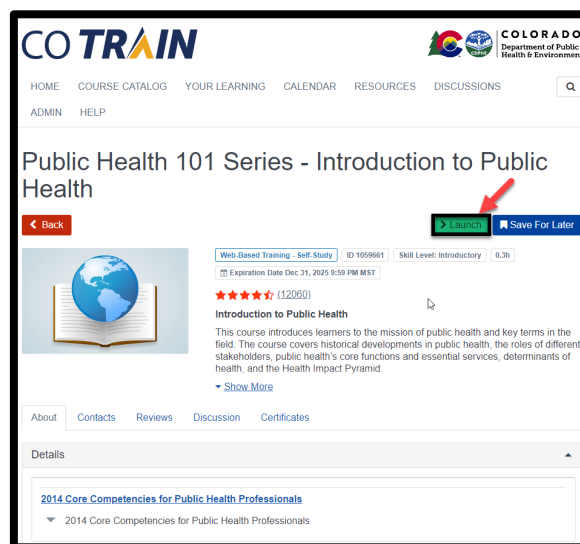 CO TRAIN
COLORADO
Department of Public
Health & Environmen
CDPHE
HOME COURSE CATALOG YOUR LEARNING CALENDAR RESOURCES DISCUSSIONS
ADMIN HELP
Public Health 101 Series - Introduction to Public
Health
Back
Launch
Save For Later
Web-Based Training - Self-Study ID 1059661 Skill Level: Introductory 0.3h
Expiration Date Dec 31, 2025 9:59 PM MST
(12060)
Introduction to Public Health
This course introduces learners to the mission of public health and key terms in the
field. The course covers historical developments in public health, the roles of different
stakeholders, public health's core functions and essential services, determinants of
health, and the Health Impact Pyramid.
Show More
About Contacts Reviews Discussion Certificates
Details
2014 Core Competencies for Public Health Professionals
2014 Core Competencies for Public Health Professionals